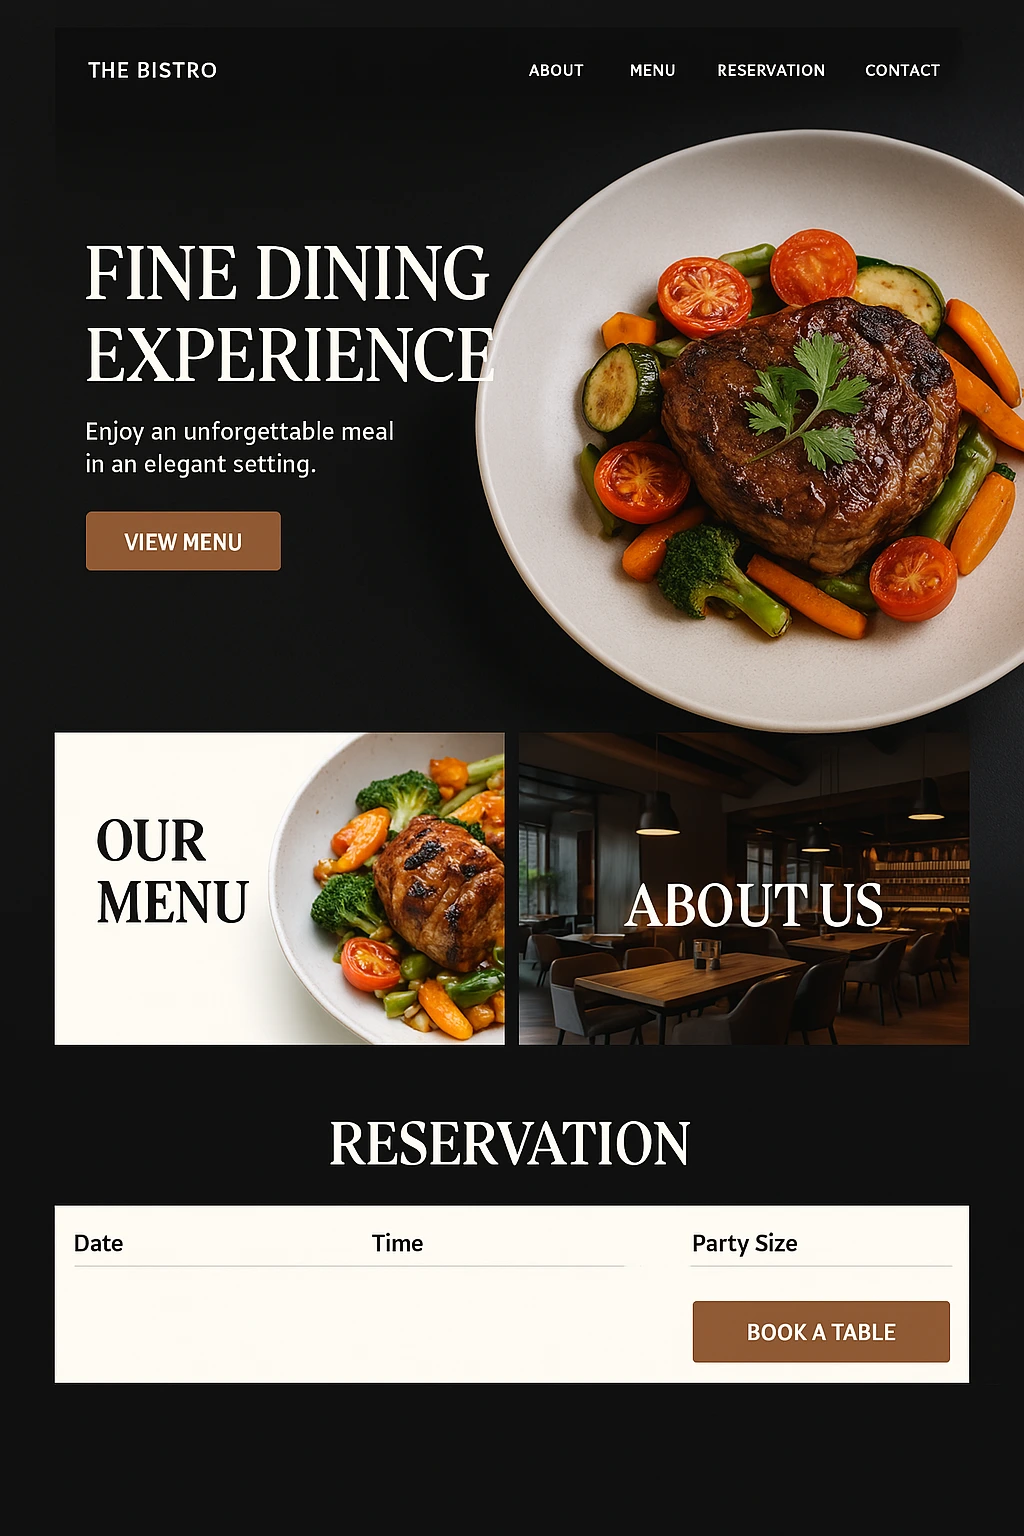 THE BISTRO
ABOUT MENU RESERVATION CONTACT
FINE DINING
EXPERIENCE
Enjoy an unforgettable meal
in an elegant setting.
VIEW MENU
OUR
MENU
ABOUT US
RESERVATION
Date Time Party Size
BOOK A TABLE